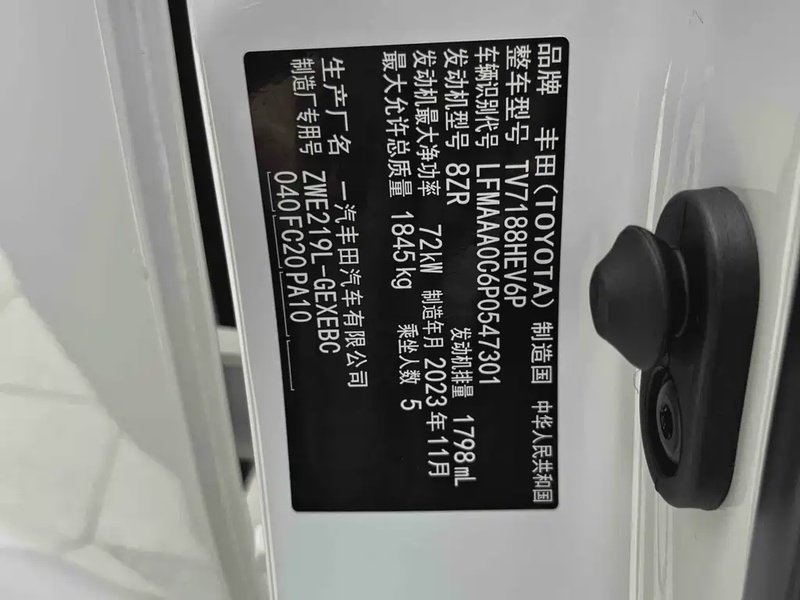 品牌 丰田(TOYOTA) 制造国 中华人民共和国
整车型号 TV7188HEV6P
车辆识别代号 LFMAAA0C6P0547301
发动机型号 8ZR 发动机排量 1798mL
发动机最大净功率 72kW 制造年月 2023年11月
最大允许总质量 1845kg 乘坐人数 5
生产厂名 一汽丰田汽车有限公司
制造厂专用号 ZWE219L-GEXEBC
040FC20PA10